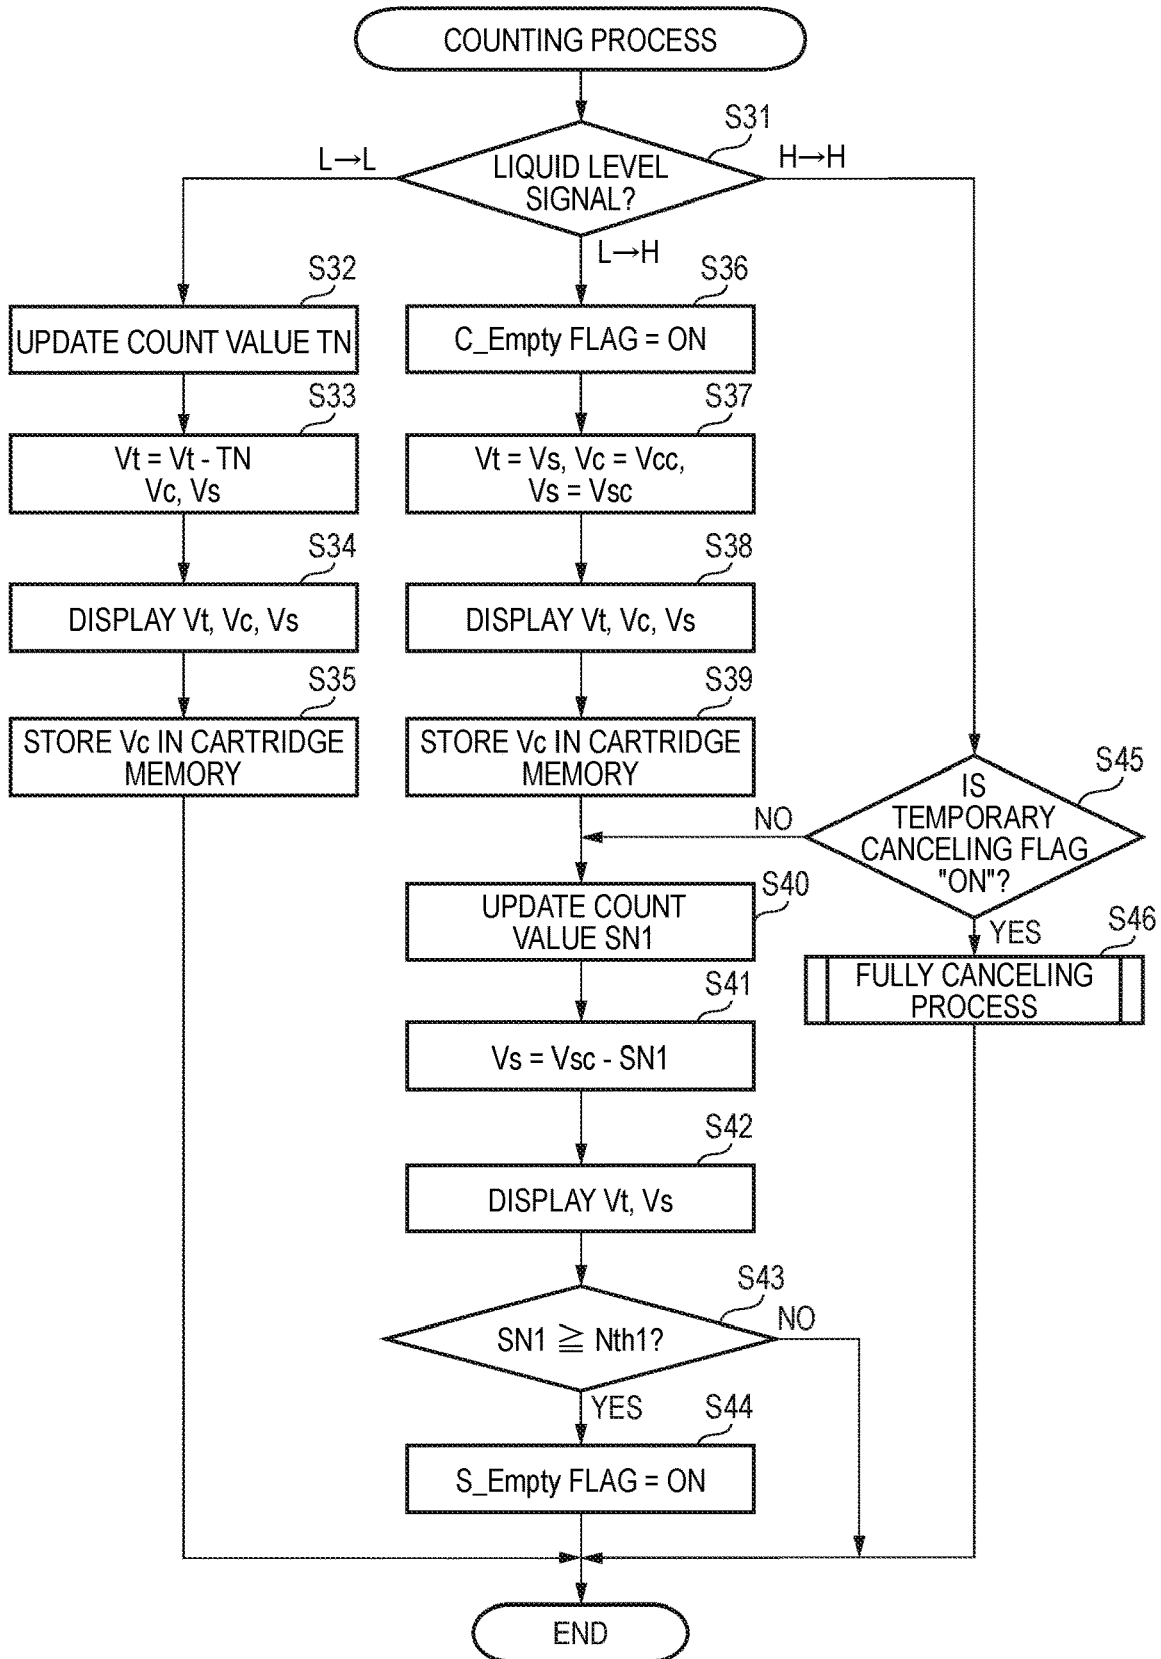 COUNTING PROCESS
S31
LIQUID LEVEL
SIGNAL?
L→L
H→H
L→H
S32
UPDATE COUNT VALUE TN
S33
Vt = Vt - TN
Vc, Vs
S34
DISPLAY Vt, Vc, Vs
S35
STORE Vc IN CARTRIDGE
MEMORY
S36
C_Empty FLAG = ON
S37
Vt = Vs, Vc = Vcc,
Vs = Vsc
S38
DISPLAY Vt, Vc, Vs
S39
STORE Vc IN CARTRIDGE
MEMORY
S45
IS
TEMPORARY
CANCELING FLAG
"ON"?
NO
YES
S46
FULLY CANCELING
PROCESS
S40
UPDATE COUNT
VALUE SN1
S41
Vs = Vsc - SN1
S42
DISPLAY Vt, Vs
S43
SN1 ≧ Nth1?
NO
YES
S44
S_Empty FLAG = ON
END